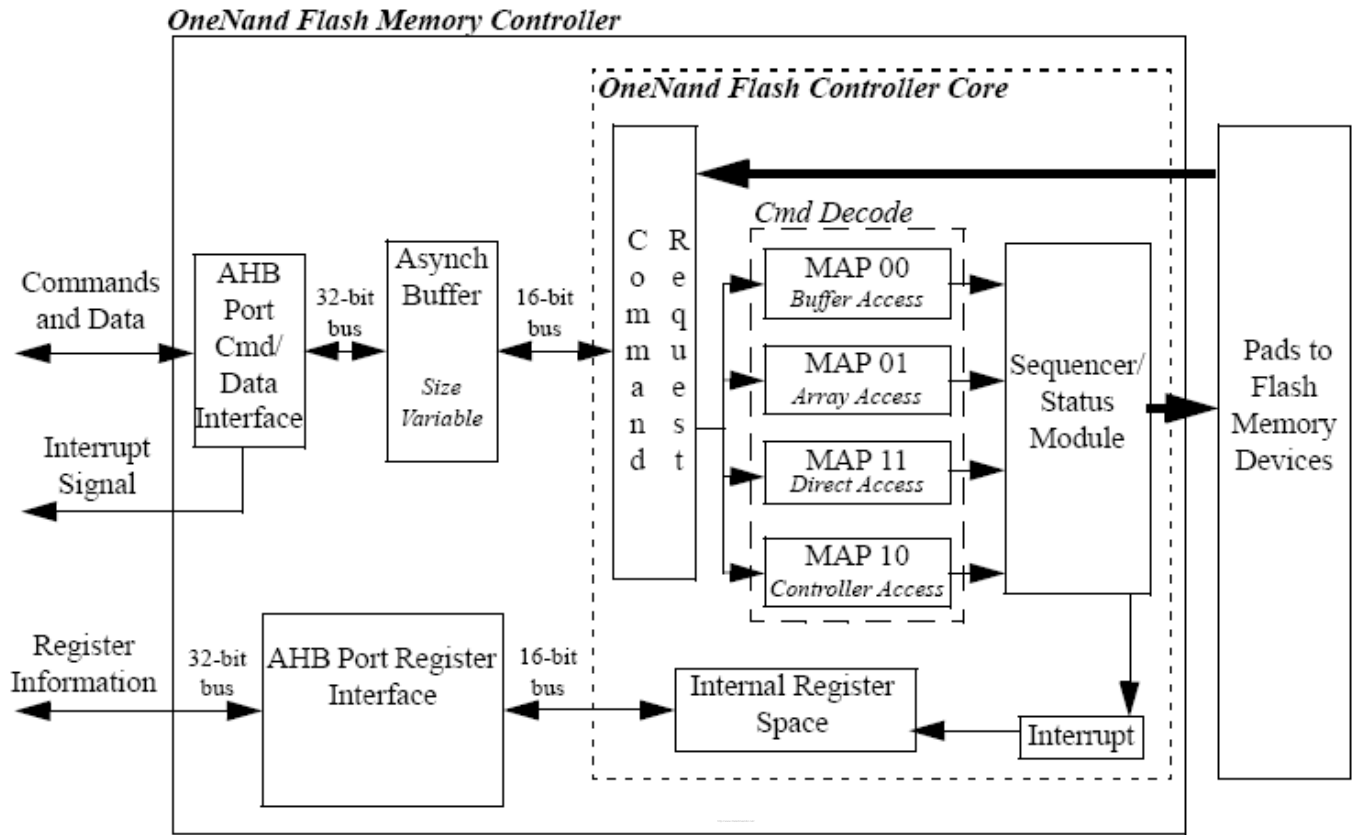 OneNand Flash Memory Controller
OneNand Flash Controller Core
Commands
and Data
Interrupt
Signal
AHB
Port
Cmd/
Data
Interface
32-bit
bus
Asynch
Buffer
Size
Variable
16-bit
bus
Command
Request
Cmd Decode
MAP 00
Buffer Access
MAP 01
Array Access
MAP 11
Direct Access
MAP 10
Controller Access
Sequencer/
Status
Module
Pads to
Flash
Memory
Devices
Register
Information
32-bit
bus
AHB Port Register
Interface
16-bit
bus
Internal Register
Space
Interrupt